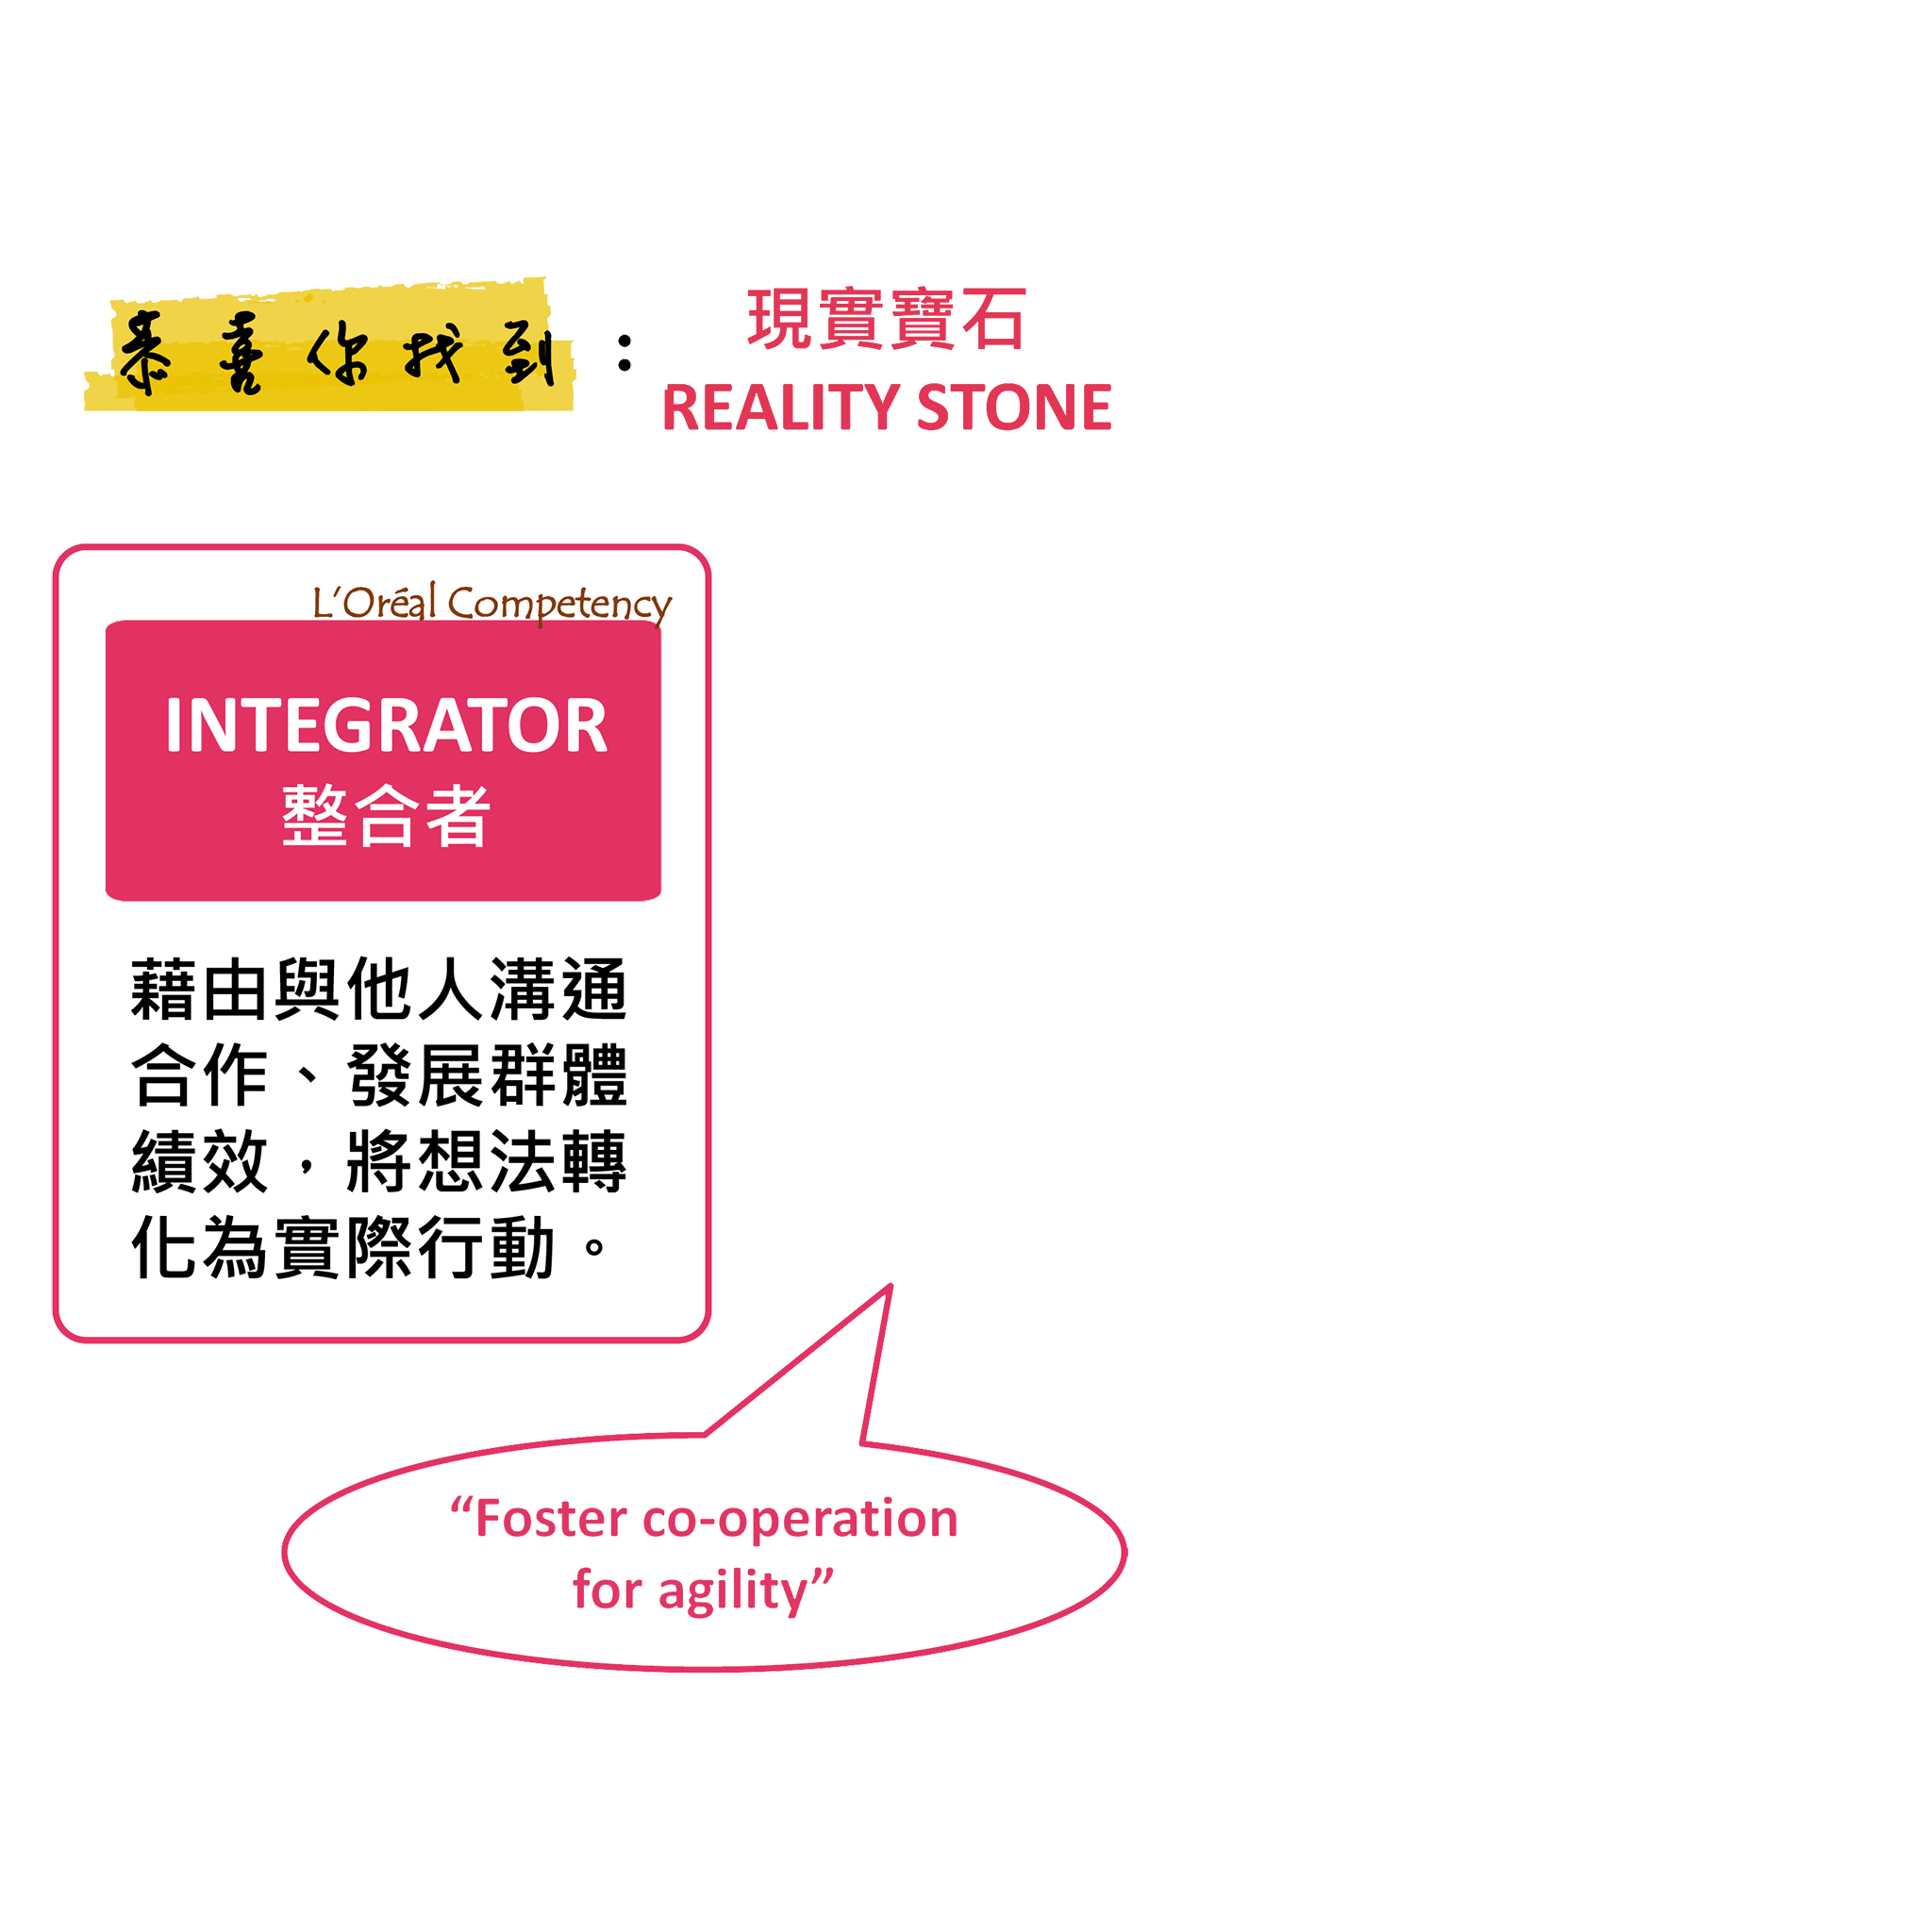 恭喜你找到：
現實寶石
REALITY STONE
L'Oréal Competency
INTEGRATOR
整合者
藉由與他人溝通
合作、發展群體
績效，將想法轉
化為實際行動。
“Foster co-operation
for agility”